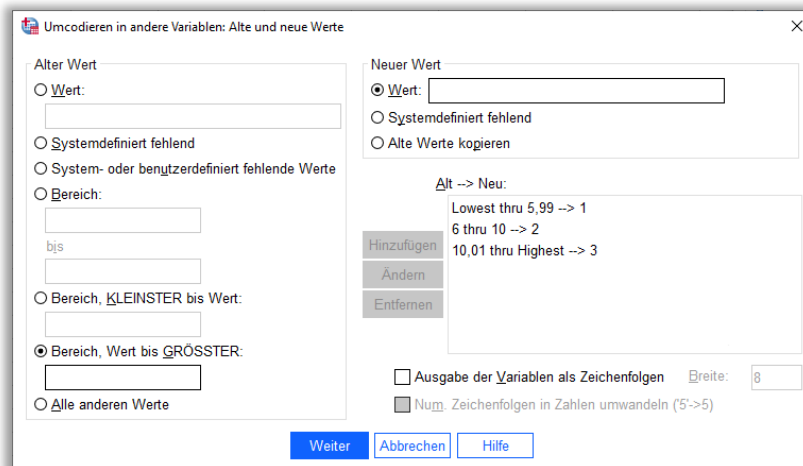 Umcodieren in andere Variablen: Alte und neue Werte
Alter Wert
Wert:
Systemdefiniert fehlend
System- oder benutzerdefiniert fehlende Werte
Bereich:
bis
Bereich, KLEINSTER bis Wert:
Bereich, Wert bis GRÖSSTER:
Alle anderen Werte
Neuer Wert
Wert:
Systemdefiniert fehlend
Alte Werte kopieren
Alt --> Neu:
Lowest thru 5,99 --> 1
6 thru 10 --> 2
10,01 thru Highest --> 3
Hinzufügen
Ändern
Entfernen
Ausgabe der Variablen als Zeichenfolgen
Breite:
8
Num. Zeichenfolgen in Zahlen umwandeln ('5'->5)
Weiter
Abbrechen
Hilfe